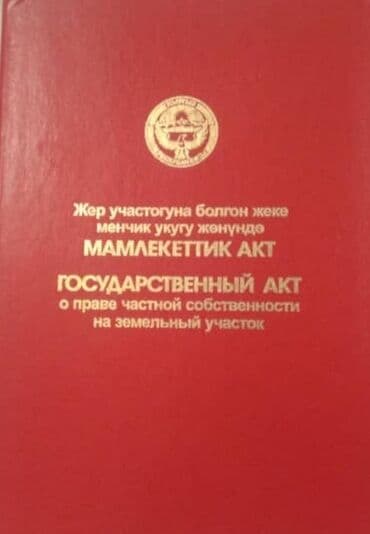 Жер участогуна болгон жеке
менчик укугу жөнүндө
МАМЛЕКЕТТИК АКТ
ГОСУДАРСТВЕННЫЙ АКТ
о праве частной собственности
на земельный участок